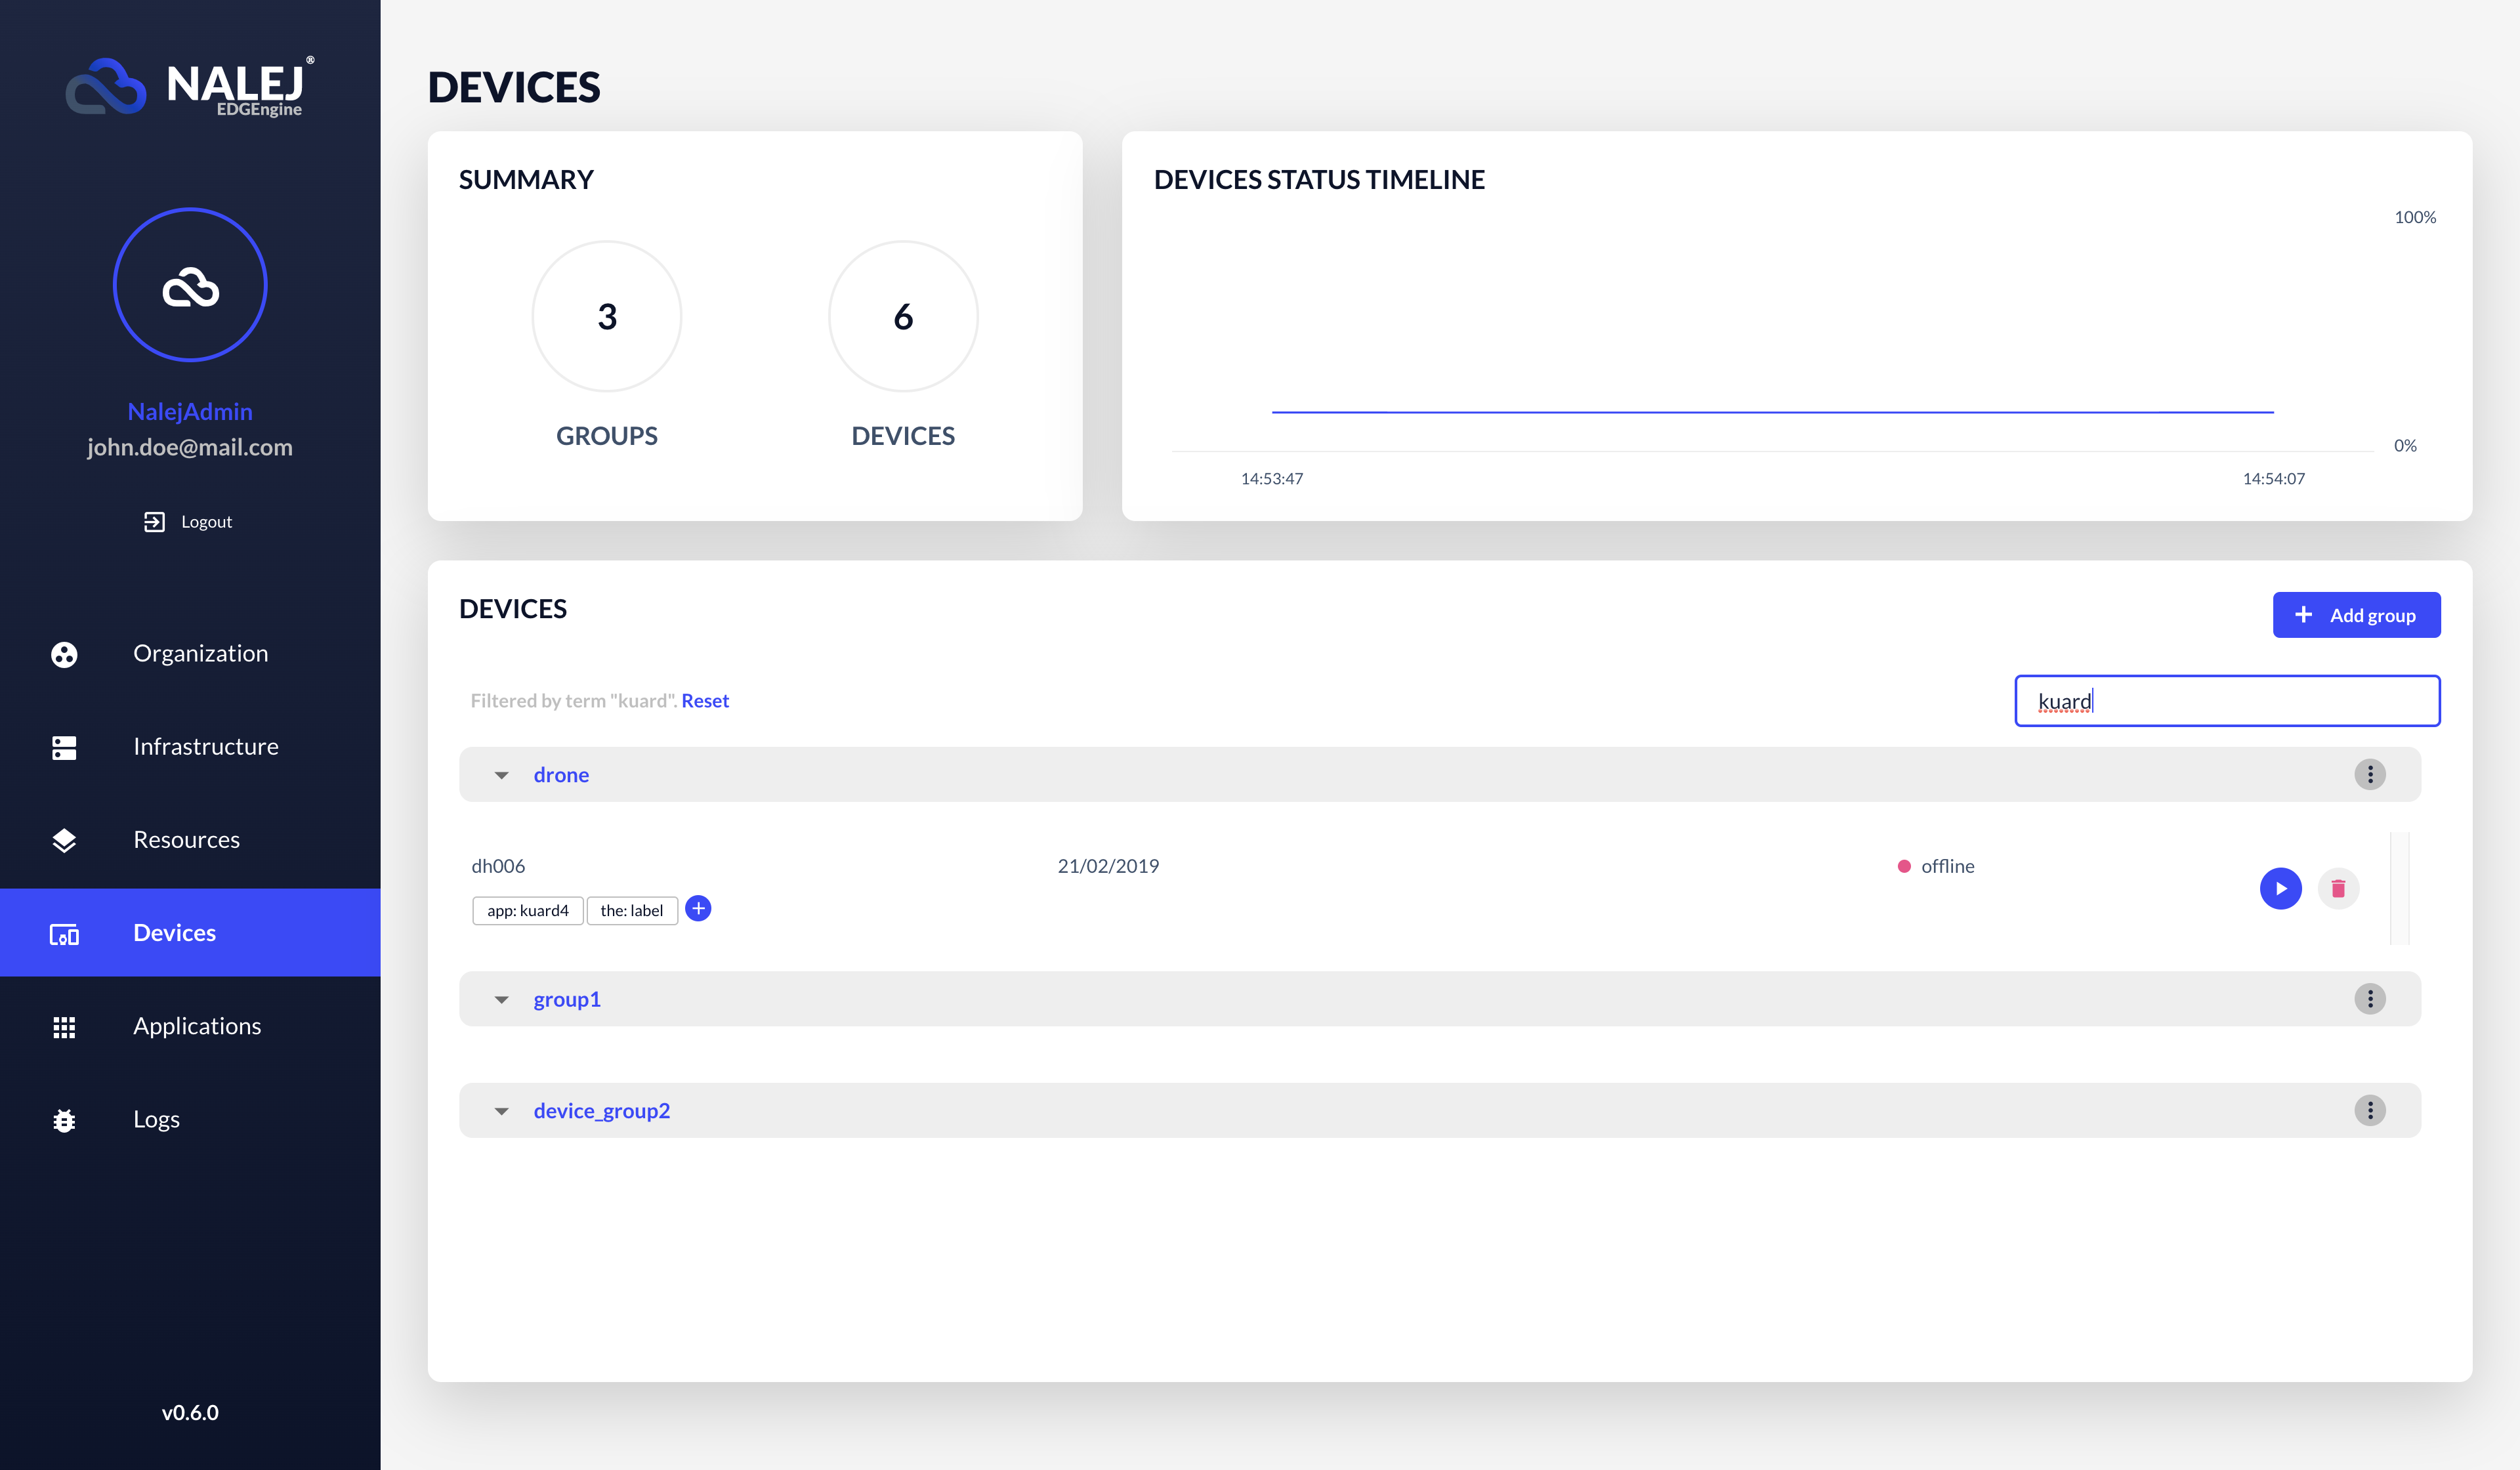 NALEJ®
EDGEngine
NalejAdmin
john.doe@mail.com
Logout
Organization
Infrastructure
Resources
Devices
Applications
Logs
v0.6.0
DEVICES
SUMMARY
3
6
GROUPS
DEVICES
DEVICES STATUS TIMELINE
100%
0%
14:53:47
14:54:07
DEVICES
Add group
Filtered by term "kuard". Reset
kuard
drone
dh006
21/02/2019
offline
app: kuard4
the: label
group1
device_group2